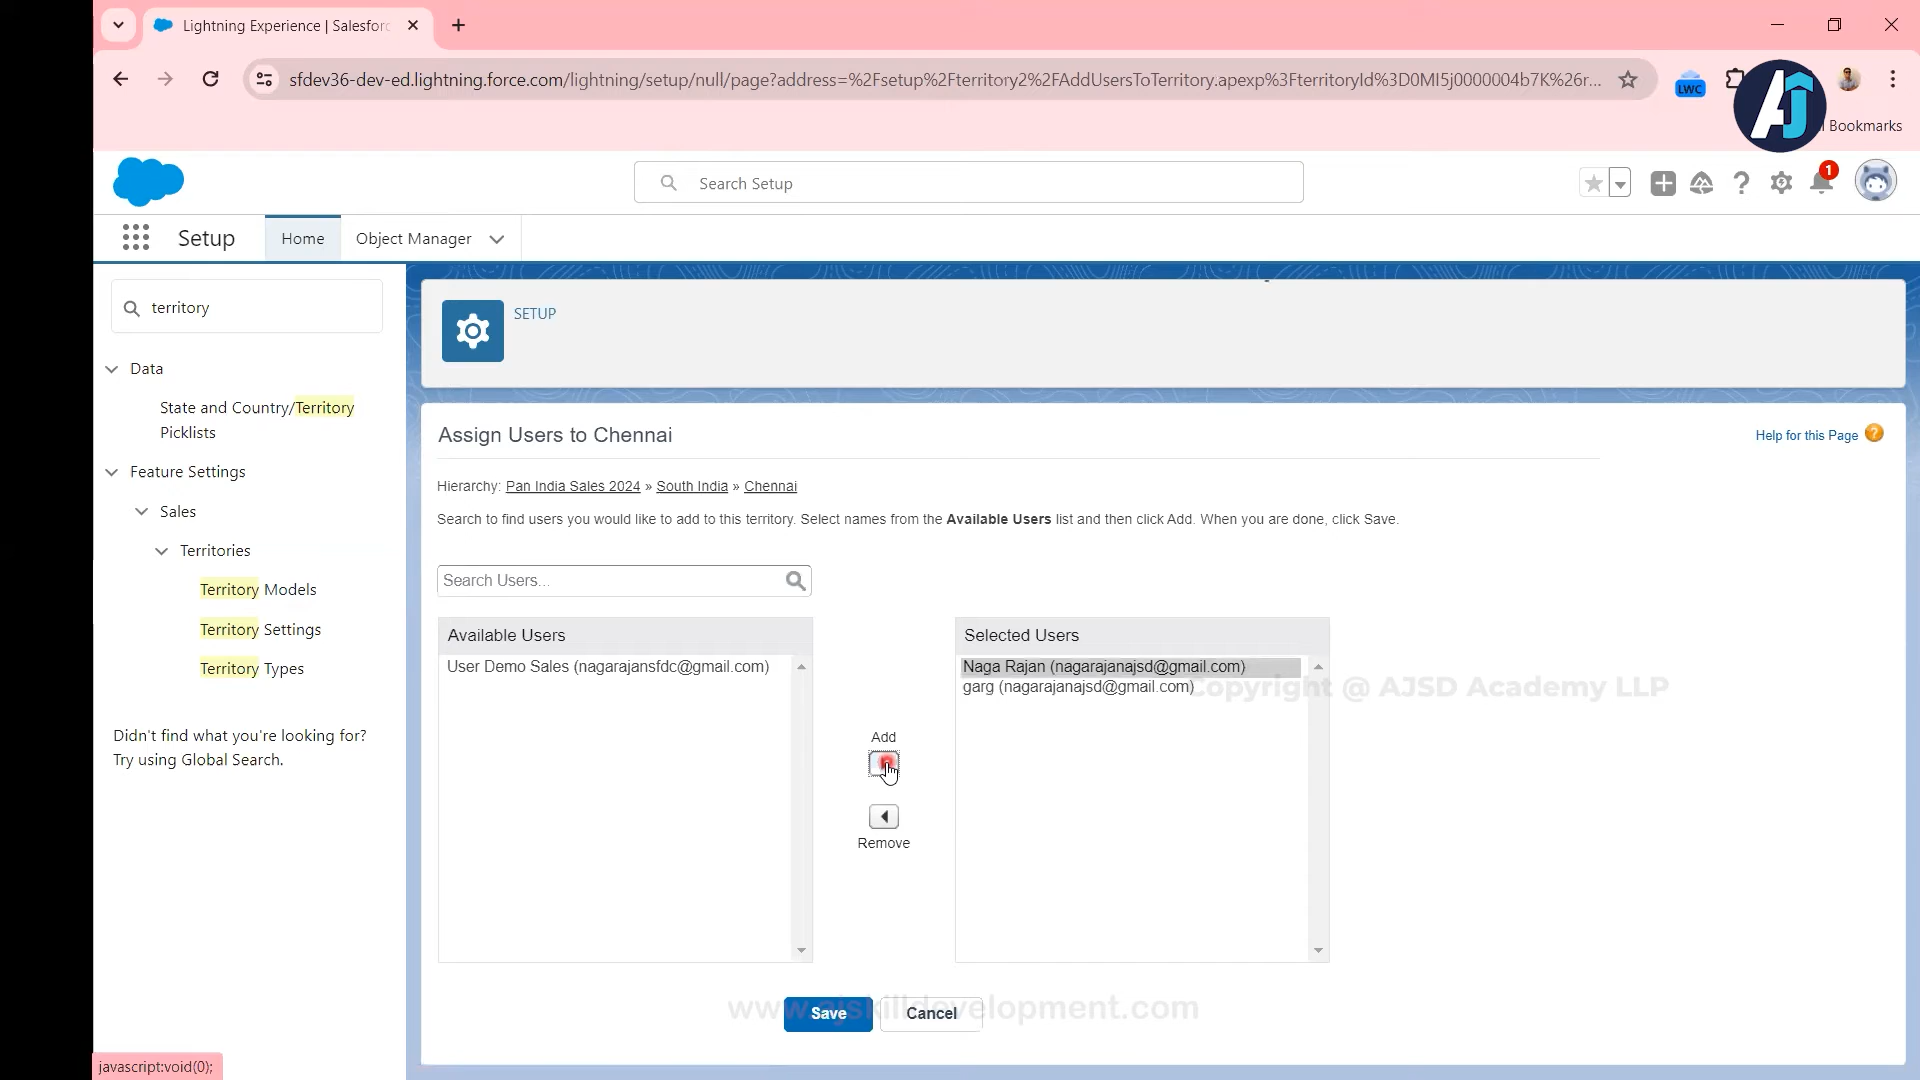 Lightning Experience | Salesforc
sfdev36-dev-ed.lightning.force.com/lightning/setup/null/page?address=%2Fsetup%2Fterritory2%2FAddUsersToTerritory.apexp%3FterritoryId%3D0MI5j0000004b7K%26r...
LWC
AJ
Bookmarks
Search Setup
1
Setup
Home
Object Manager
territory
SETUP
Data
State and Country/Territory
Picklists
Feature Settings
Sales
Territories
Territory Models
Territory Settings
Territory Types
Didn't find what you're looking for?
Try using Global Search.
Assign Users to Chennai
Help for this Page ?
Hierarchy: Pan India Sales 2024 » South India » Chennai
Search to find users you would like to add to this territory. Select names from the Available Users list and then click Add. When you are done, click Save.
Search Users...
Available Users
User Demo Sales (nagarajansfdc@gmail.com)
Add
Remove
Selected Users
Naga Rajan (nagarajanajsd@gmail.com)
garg (nagarajanajsd@gmail.com)
Copyright @ AJSD Academy LLP
www.ajskilldevelopment.com
Save
Cancel
javascript:void(0);